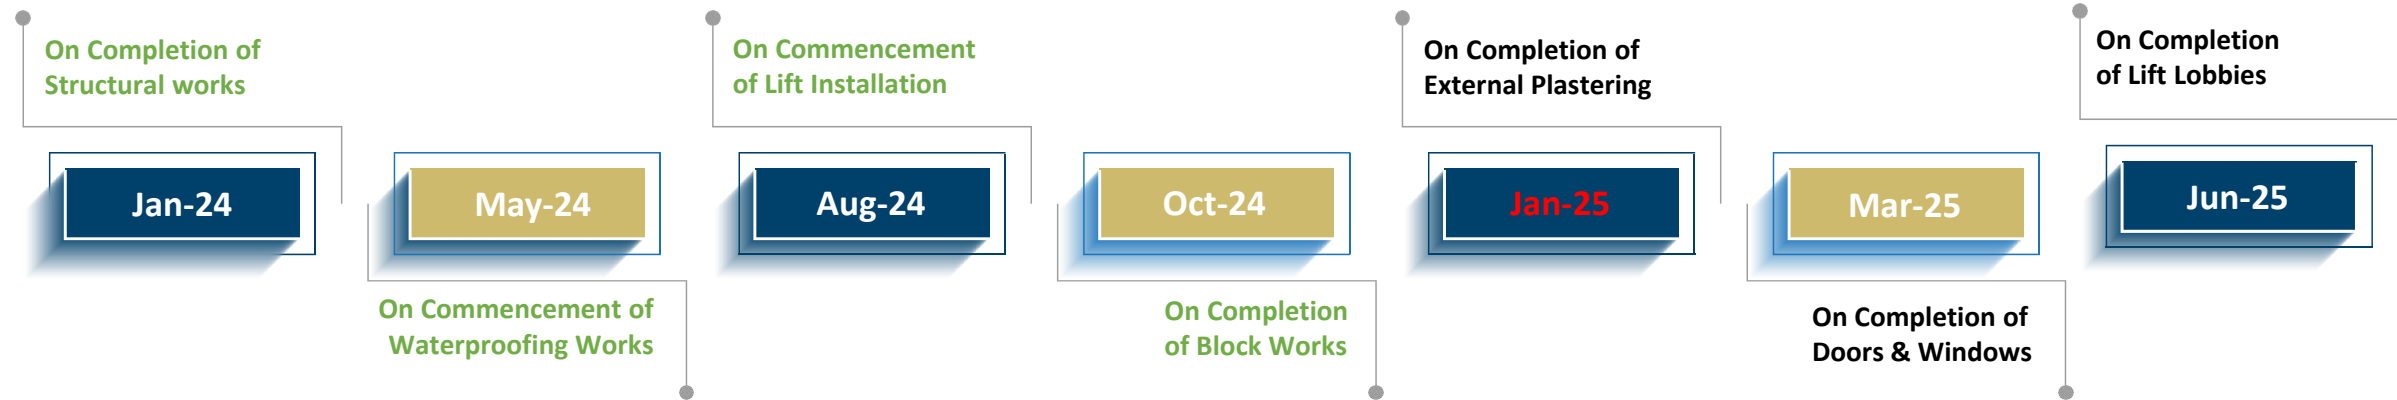 On Completion of
Structural works
Jan-24
May-24
On Commencement of
Waterproofing Works
On Commencement
of Lift Installation
Aug-24
Oct-24
On Completion
of Block Works
On Completion of
External Plastering
Jan-25
Mar-25
On Completion of
Doors & Windows
On Completion
of Lift Lobbies
Jun-25